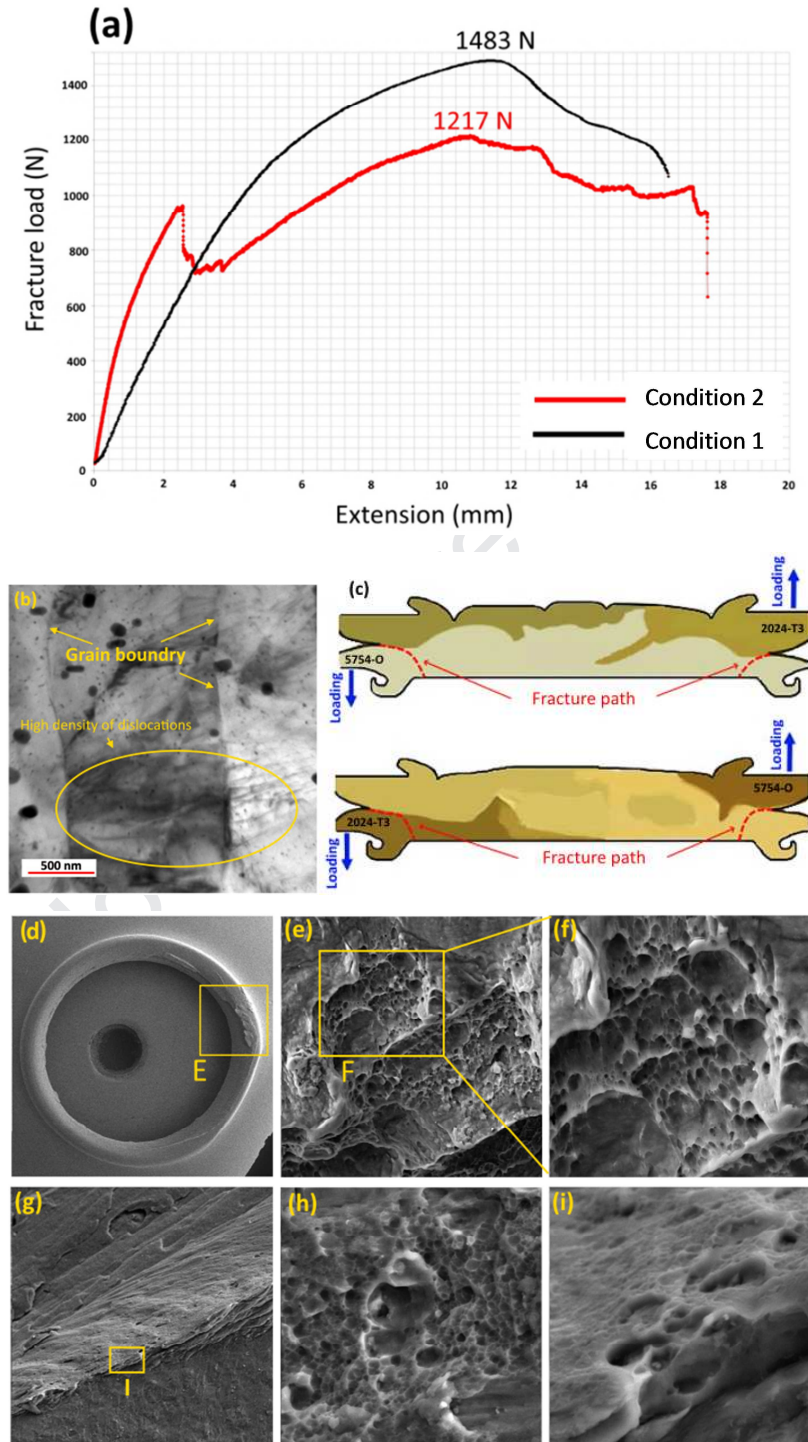 (a)
1483 N
1217 N
Fracture load (N)
1400
1200
1000
800
600
400
200
0
0 2 4 6 8 10 12 14 16 18 20
Extension (mm)
Condition 2
Condition 1
(b)
Grain boundry
High density of dislocations
500 nm
(c)
Loading
2024-T3
5754-O
Loading
Fracture path
Loading
5754-O
2024-T3
Loading
Fracture path
(d)
E
(e)
F
(f)
(g)
I
(h)
(i)